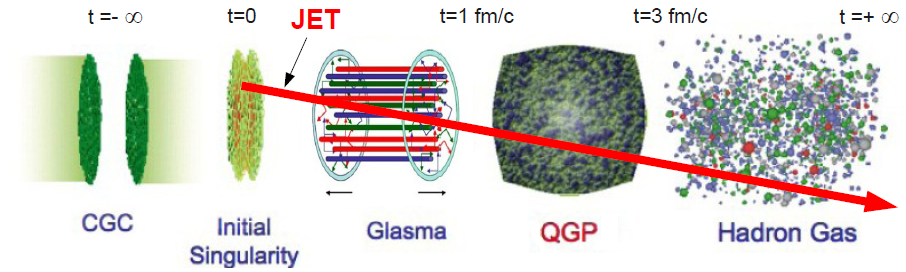 t =- ∞
t=0
JET
t=1 fm/c
t=3 fm/c
t =+ ∞
CGC
Initial
Singularity
Glasma
QGP
Hadron Gas